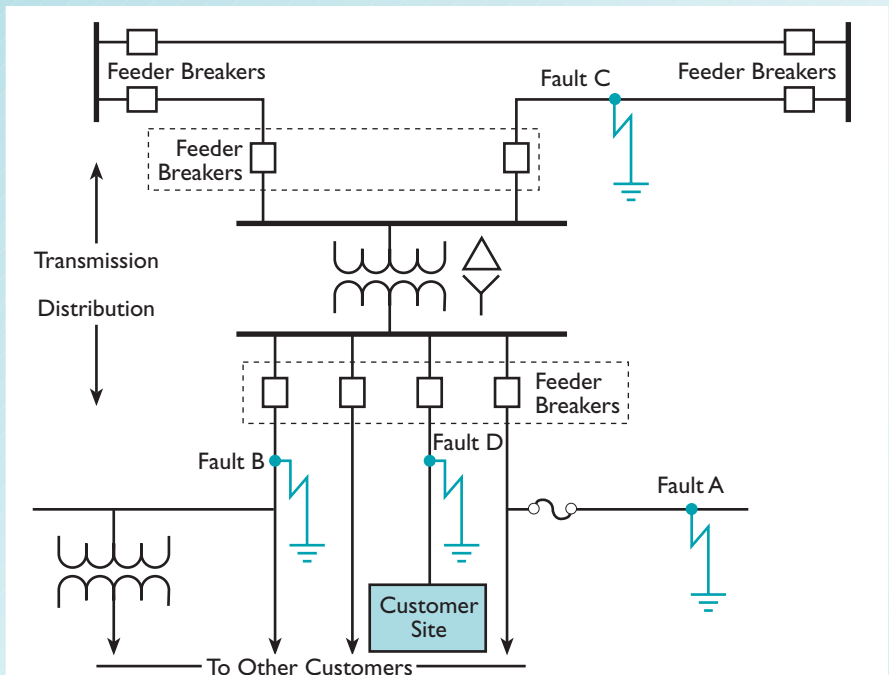 Feeder Breakers
Fault C
Feeder Breakers
Feeder
Breakers
Transmission
Distribution
Feeder
Breakers
Fault B
Fault D
Fault A
Customer
Site
To Other Customers